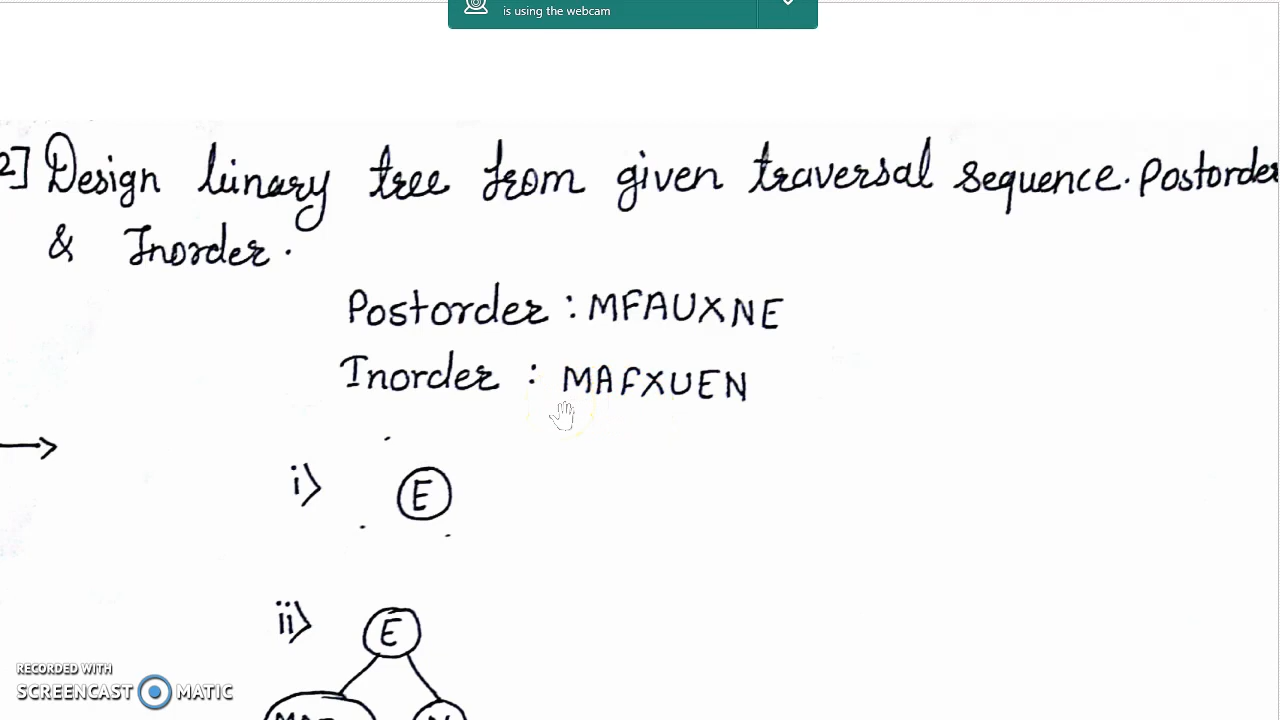 is using the webcam
2] Design binary tree from given traversal sequence. Postorder
& Inorder.
Postorder : MFAUXNE
Inorder : MAFXUEN
i) E
ii) E
RECORDED WITH
SCREENCAST MATIC